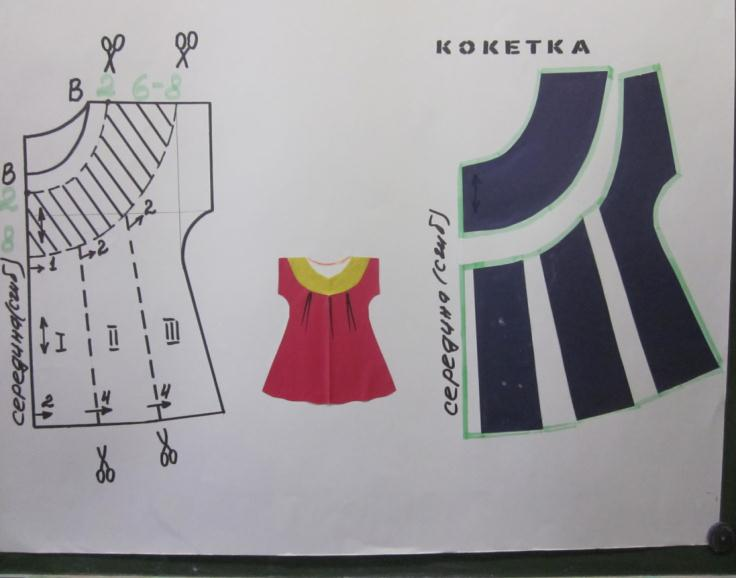 КОКЕТКА
В 2 6-8
В
2
8
2
1 2
I II III
2 4 4
середина(сгиб)
середина(сгиб)